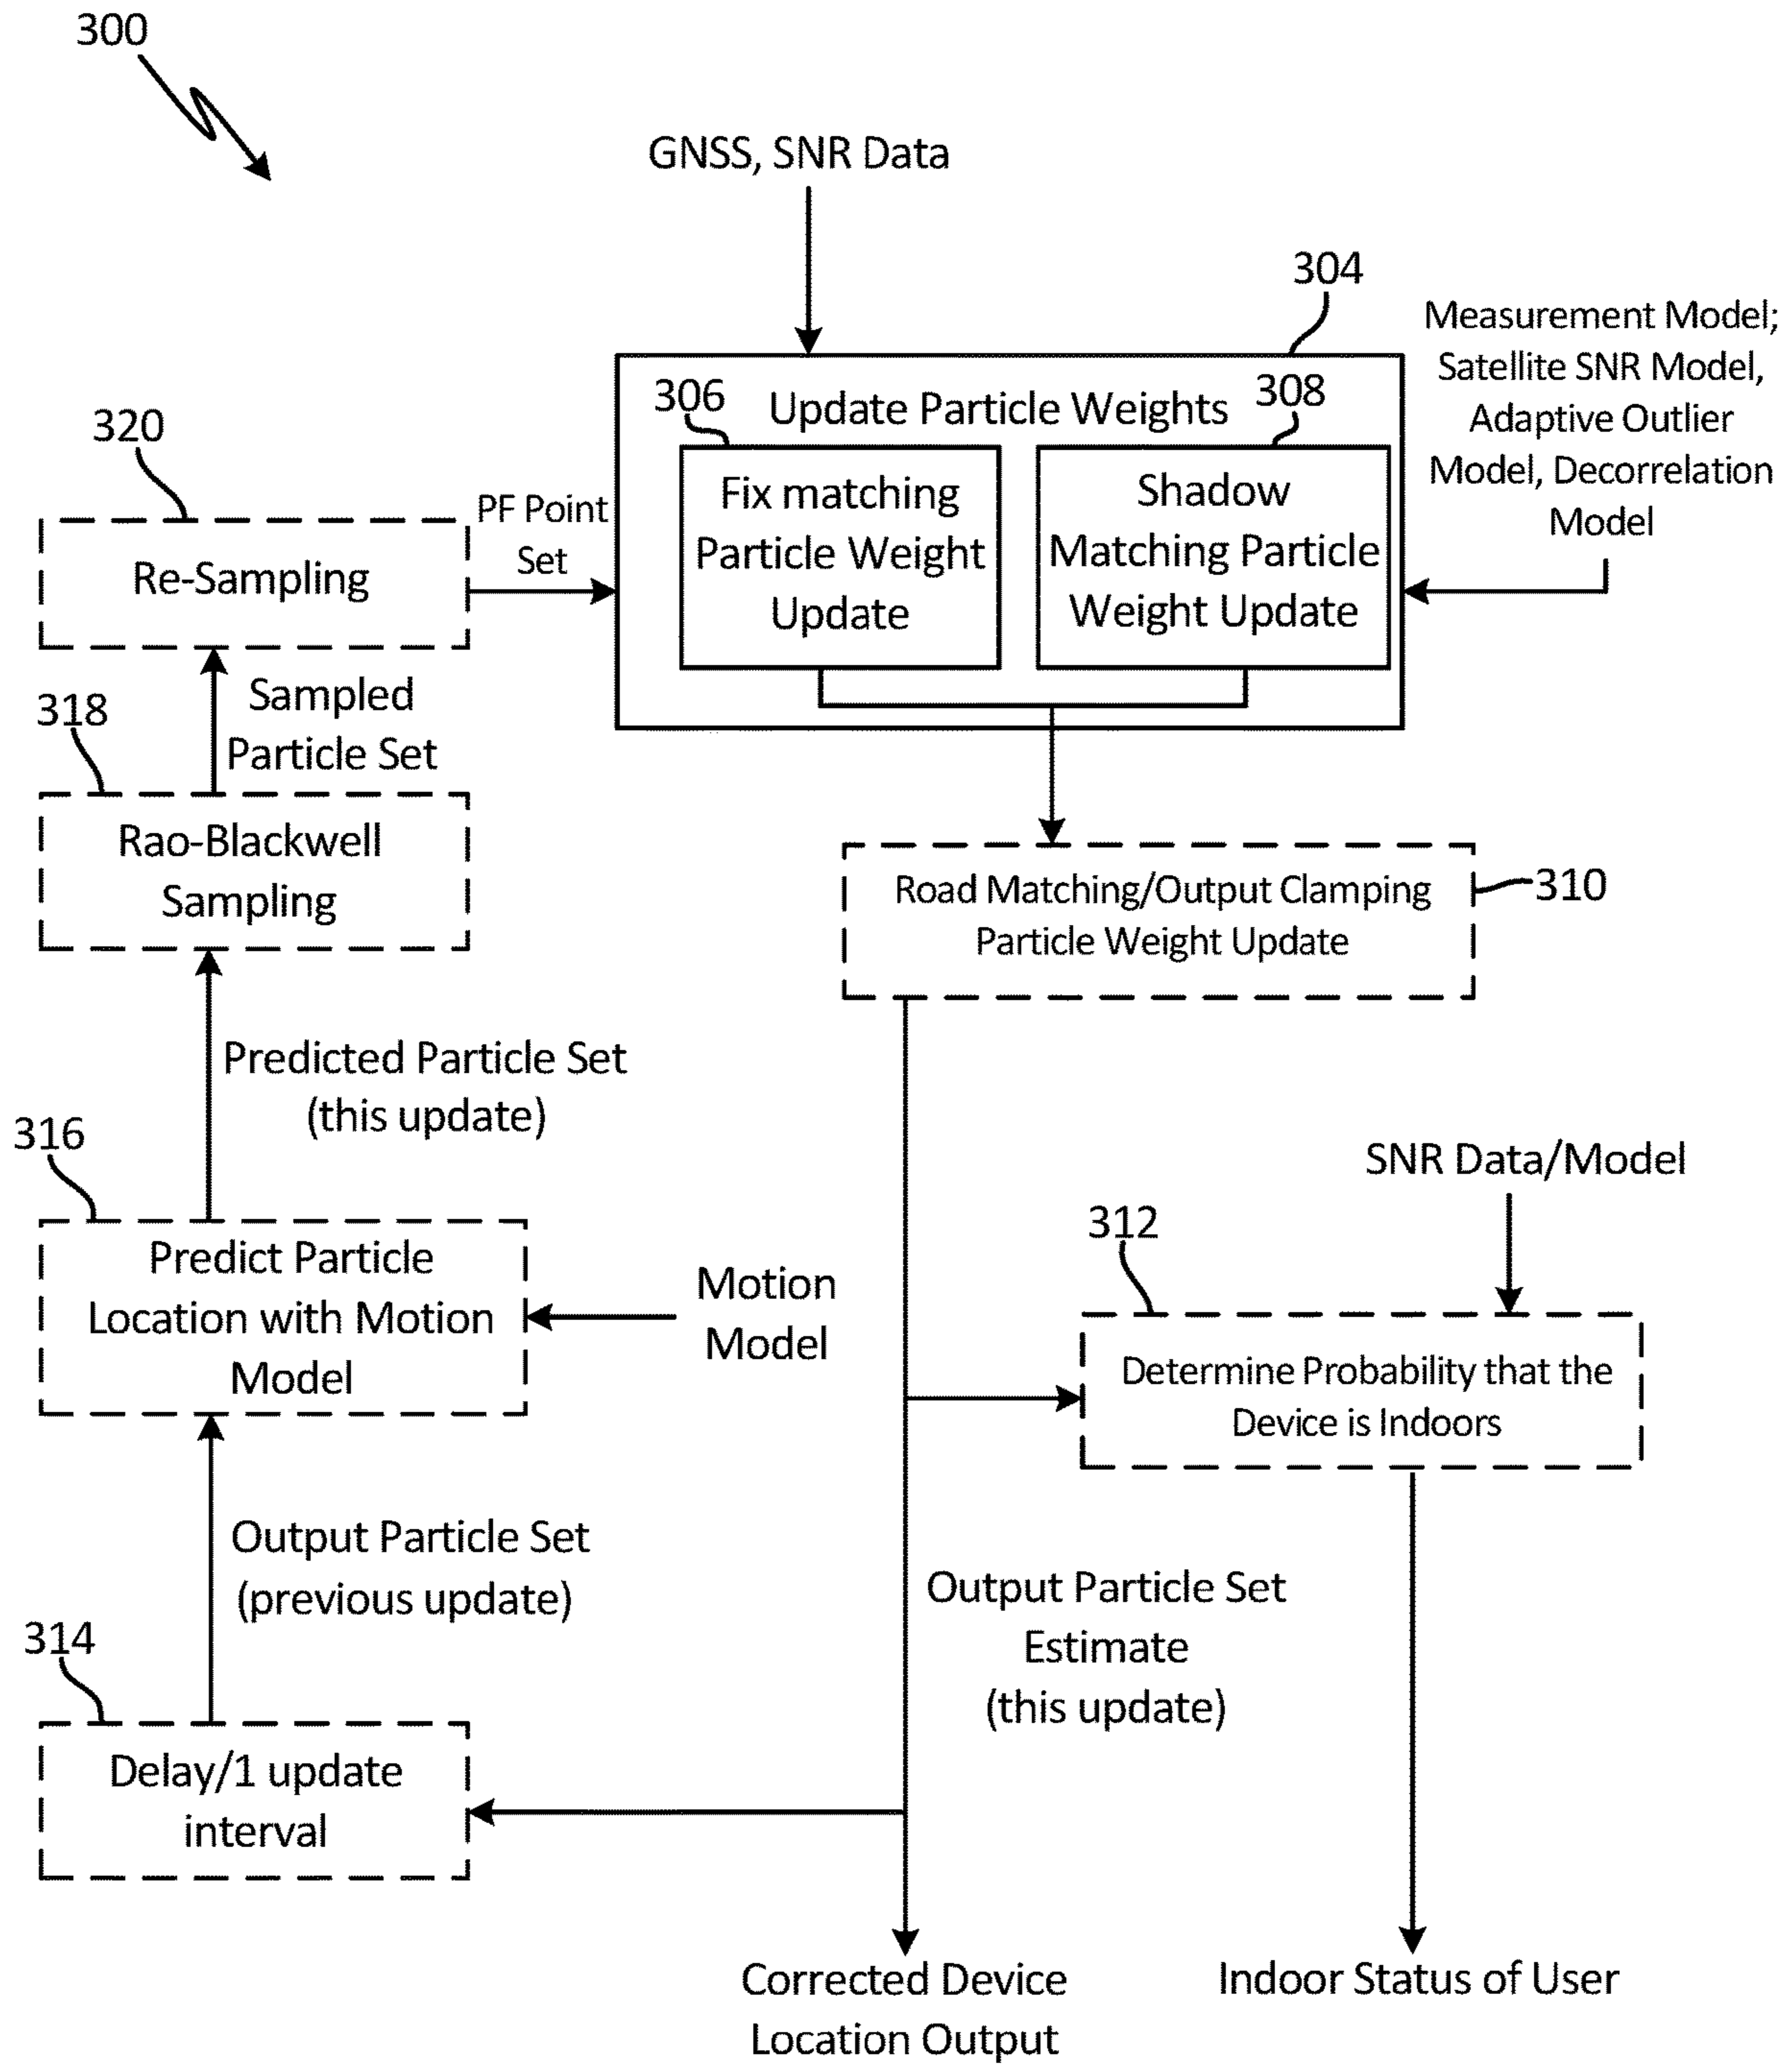 300
GNSS, SNR Data
304
Measurement Model;
Satellite SNR Model,
Adaptive Outlier
Model, Decorrelation
Model
306
Update Particle Weights
308
Fix matching
Particle Weight
Update
Shadow
Matching Particle
Weight Update
320
Re-Sampling
PF Point
Set
318
Sampled
Particle Set
Rao-Blackwell
Sampling
Road Matching/Output Clamping
Particle Weight Update
310
Predicted Particle Set
(this update)
316
Predict Particle
Location with Motion
Model
Motion
Model
SNR Data/Model
312
Determine Probability that the
Device is Indoors
Output Particle Set
(previous update)
314
Delay/1 update
interval
Output Particle Set
Estimate
(this update)
Corrected Device
Location Output
Indoor Status of User